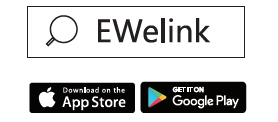 EWelink
Download on the
App Store
GET IT ON
Google Play